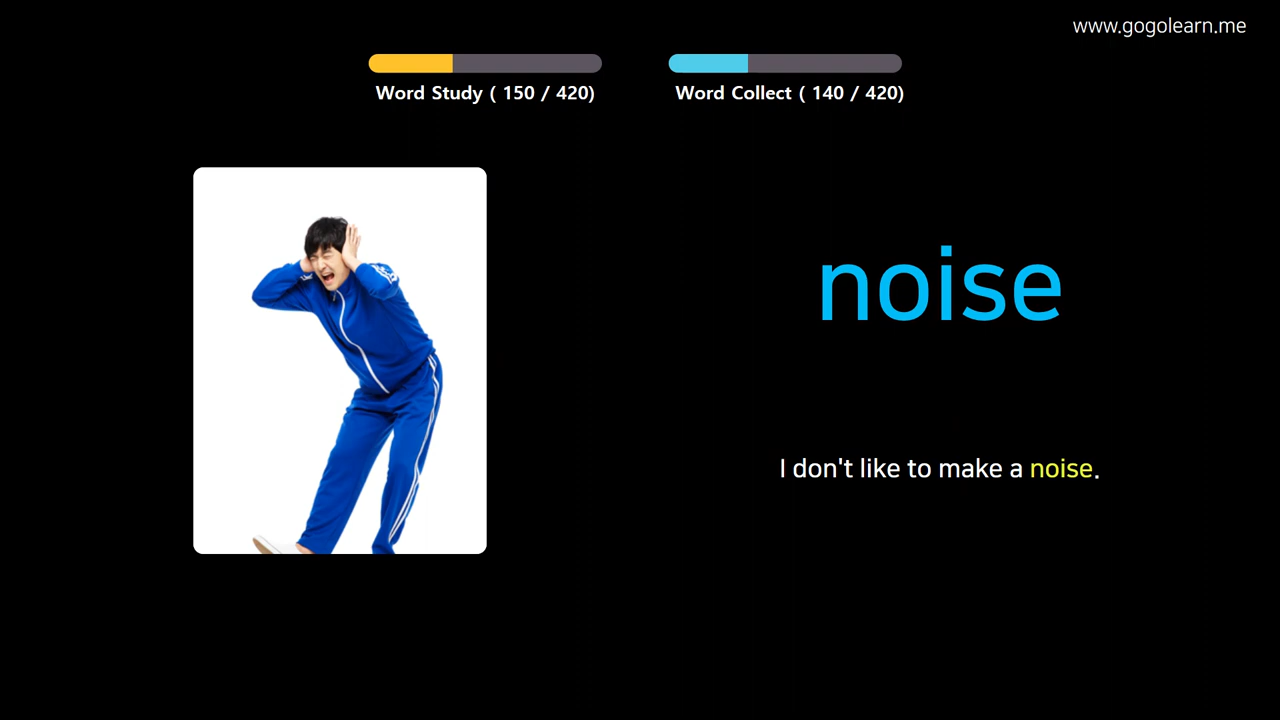 www.gogolearn.me
Word Study ( 150 / 420)
Word Collect ( 140 / 420)
noise
I don't like to make a noise.